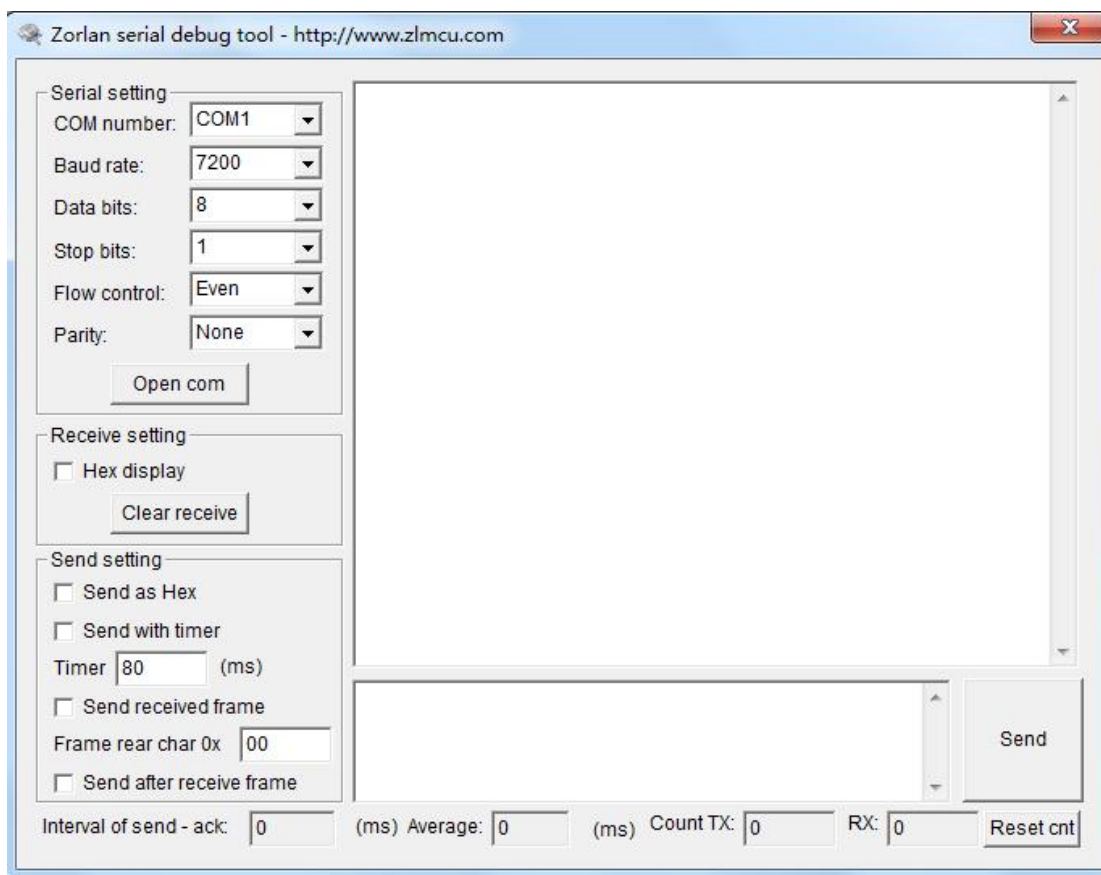 Zorlan serial debug tool - http://www.zlmcu.com
X
Serial setting
COM number: COM1
Baud rate: 7200
Data bits: 8
Stop bits: 1
Flow control: Even
Parity: None
Open com
Receive setting
Hex display
Clear receive
Send setting
Send as Hex
Send with timer
Timer 80 (ms)
Send received frame
Frame rear char 0x 00
Send after receive frame
Send
Interval of send - ack: 0 (ms) Average: 0 (ms) Count TX: 0 RX: 0 Reset cnt